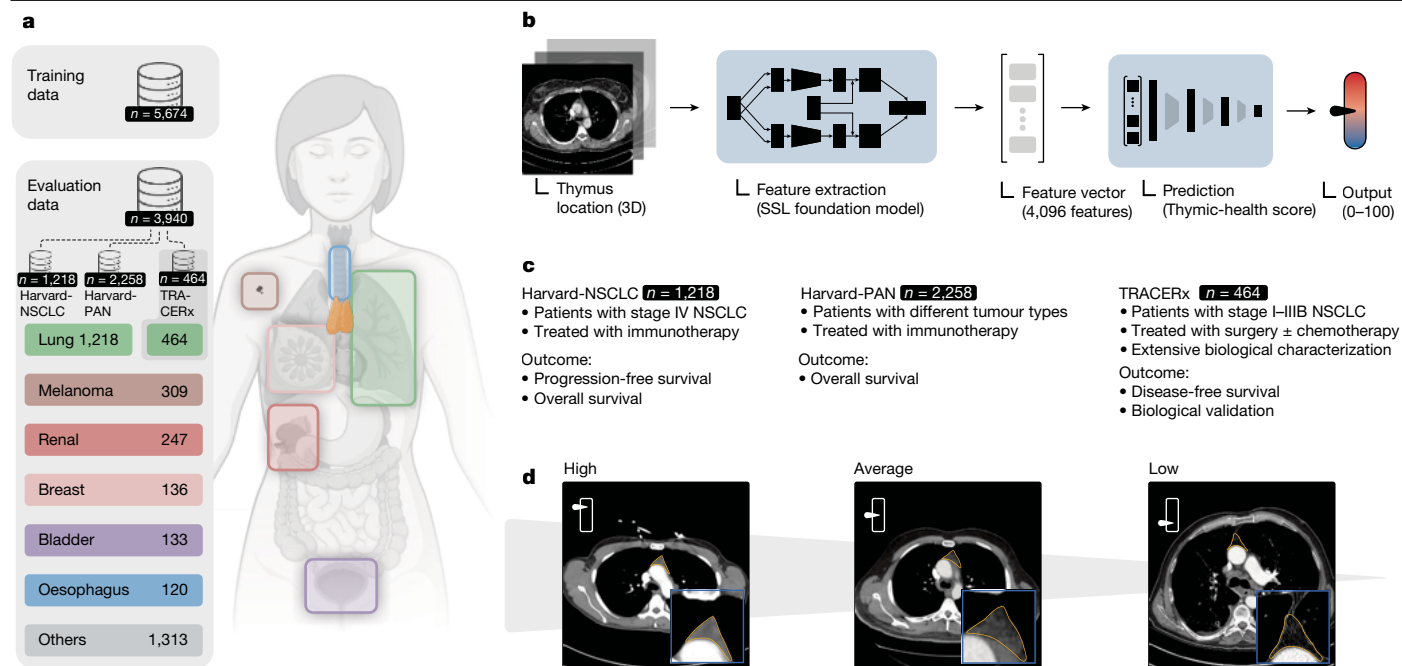 a
Training
data
n = 5,674
Evaluation
data
n = 3,940
n = 1,218
n = 2,258
n = 464
Harvard-
NSCLC
Harvard-
PAN
TRA-
CERx
Lung 1,218
464
Melanoma 309
Renal 247
Breast 136
Bladder 133
Oesophagus 120
Others 1,313
b
Thymus
location (3D)
Feature extraction
(SSL foundation model)
Feature vector
(4,096 features)
Prediction
(Thymic-health score)
Output
(0–100)
c
Harvard-NSCLC n = 1,218
• Patients with stage IV NSCLC
• Treated with immunotherapy
Outcome:
• Progression-free survival
• Overall survival
Harvard-PAN n = 2,258
• Patients with different tumour types
• Treated with immunotherapy
Outcome:
• Overall survival
TRACERx n = 464
• Patients with stage I–IIIB NSCLC
• Treated with surgery ± chemotherapy
• Extensive biological characterization
Outcome:
• Disease-free survival
• Biological validation
d
High
Average
Low